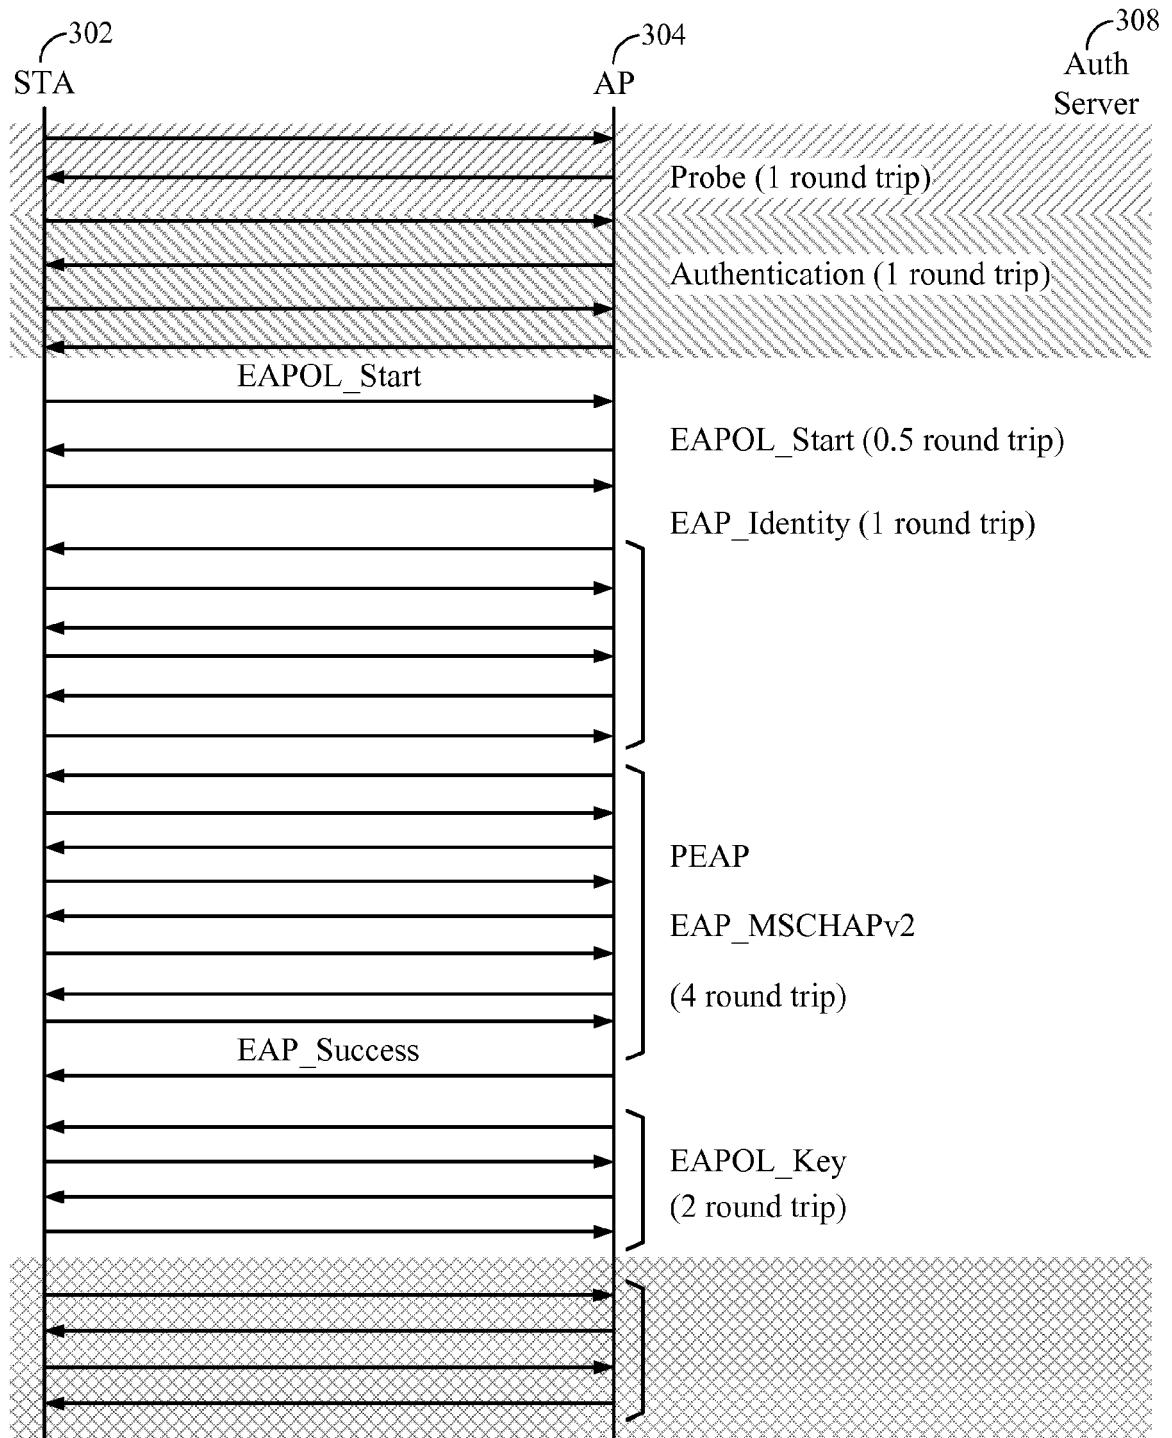 302
304
308
STA
AP
Auth
Server
Probe (1 round trip)
Authentication (1 round trip)
EAPOL_Start
EAPOL_Start (0.5 round trip)
EAP_Identity (1 round trip)
PEAP
EAP_MSCHAPv2
(4 round trip)
EAP_Success
EAPOL_Key
(2 round trip)